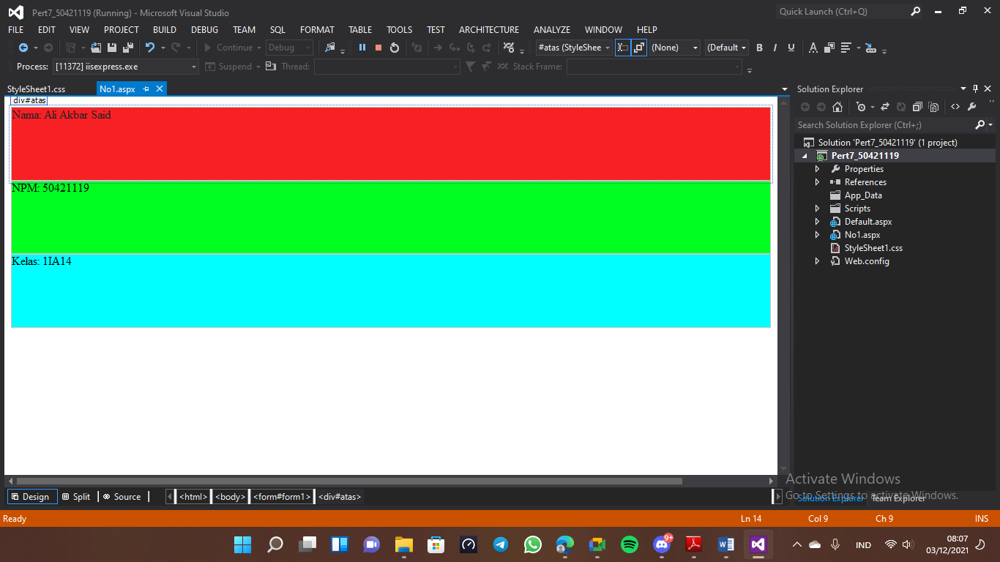 Pert7_50421119 (Running) - Microsoft Visual Studio
Quick Launch (Ctrl+Q)
FILE EDIT VIEW PROJECT BUILD DEBUG TEAM SQL FORMAT TABLE TOOLS TEST ARCHITECTURE ANALYZE WINDOW HELP
Continue Debug #atas (StyleShee (None) (Default B I U A
Process: [11372] iisexpress.exe Suspend Thread: Stack Frame:
StyleSheet1.css No1.aspx
div#atas
Nama: Ali Akbar Said
NPM: 50421119
Kelas: 1IA14
Solution Explorer
Search Solution Explorer (Ctrl+;)
Solution 'Pert7_50421119' (1 project)
Pert7_50421119
Properties
References
App_Data
Scripts
Default.aspx
No1.aspx
StyleSheet1.css
Web.config
Activate Windows
Go to Settings to activate Windows.
Solution Explorer Team Explorer
Design Split Source <html> <body> <form#form1> <div#atas>
Ready Ln 14 Col 9 Ch 9 INS
9+
IND
08:07
03/12/2021